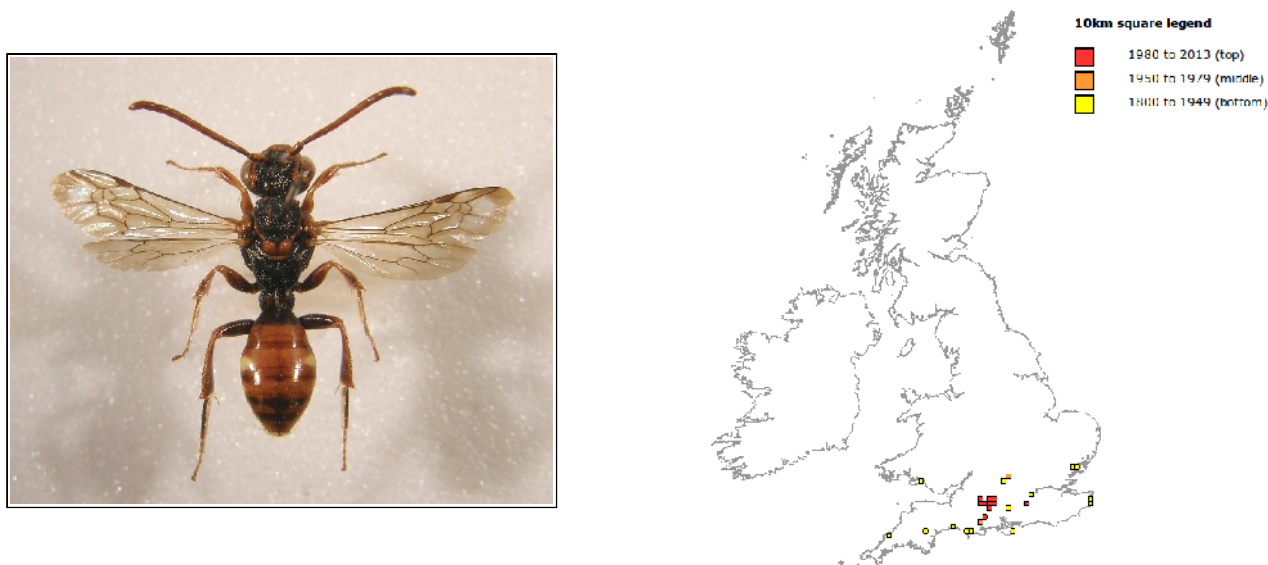 10km square legend
1980 to 2013 (top)
1950 to 1979 (middle)
1800 to 1949 (bottom)